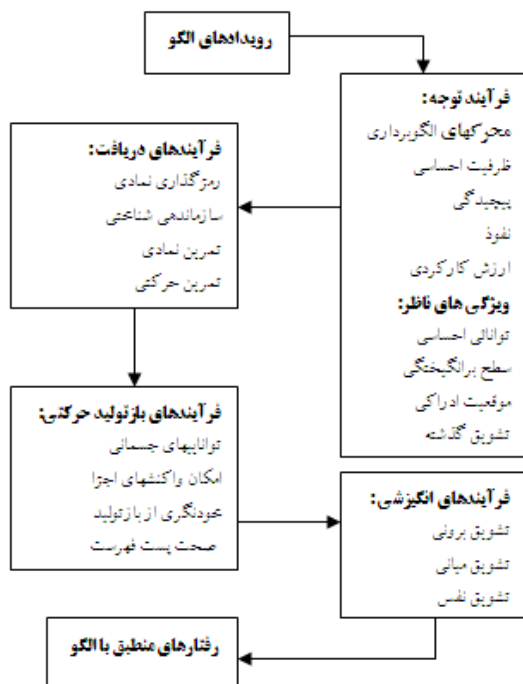 رویدادهای الگو
فرآیند توجه:
محرکهای الگوبرداری
ظرفیت احساسی
پیچیدگی
نفوذ
ارزش کارکردی
ویژگی های ناظر:
توانائی احساسی
سطح برانگیختگی
موقعیت ادراکی
تشویق گذشته
فرآیندهای دریافت:
رمزگذاری نمادی
سازماندهی شناختی
تمرین نمادی
تمرین حرکتی
فرآیندهای بازتولید حرکتی:
تواناییهای جسمانی
امکان واکنشهای اجزا
خودنگری از بازتولید
صحت پست فهرست
فرآیندهای انگیزشی:
تشویق برونی
تشویق میانی
تشویق نفس
رفتارهای منطبق با الگو